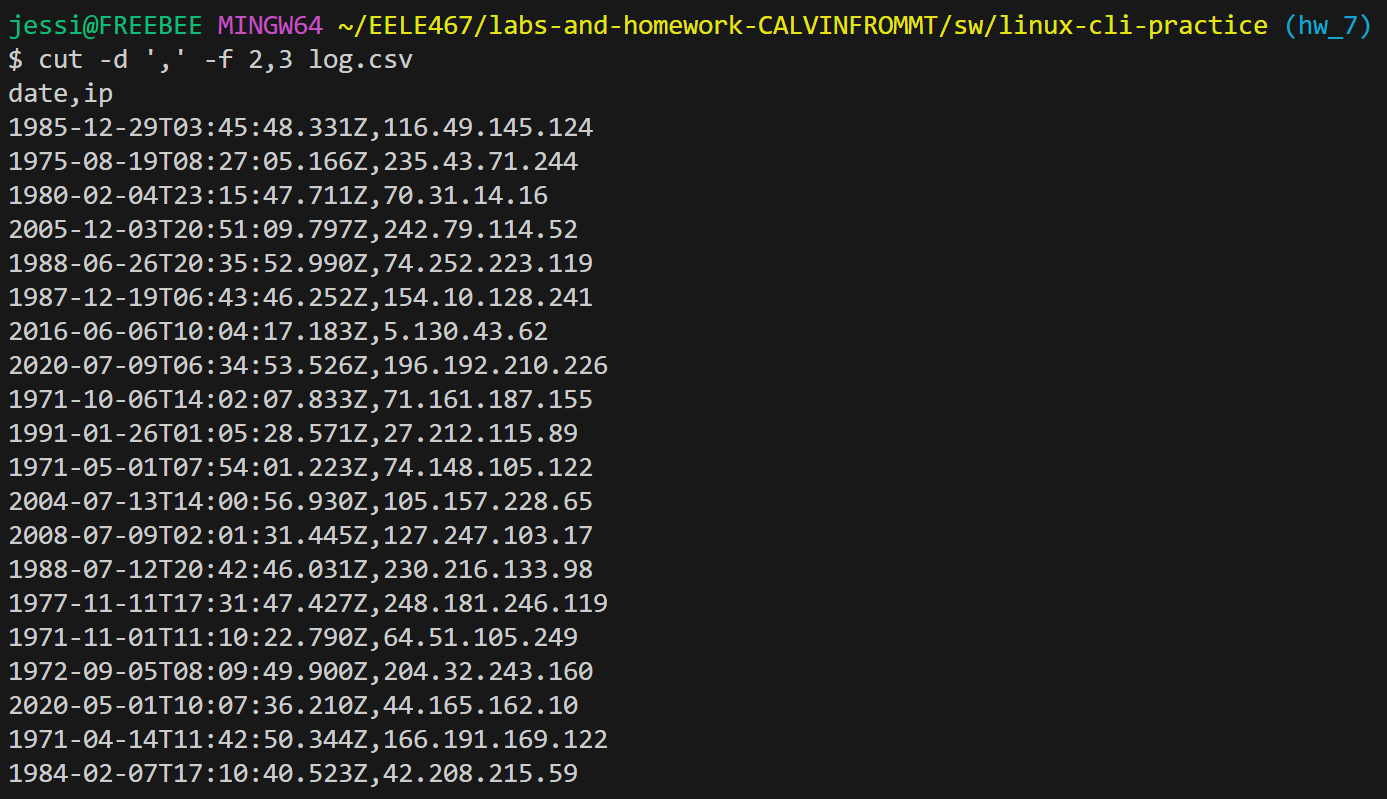 jessi@FREEBEE MINGW64 ~/EELE467/labs-and-homework-CALVINFROMMT/sw/linux-cli-practice (hw_7)
$ cut -d ',' -f 2,3 log.csv
date,ip
1985-12-29T03:45:48.331Z,116.49.145.124
1975-08-19T08:27:05.166Z,235.43.71.244
1980-02-04T23:15:47.711Z,70.31.14.16
2005-12-03T20:51:09.797Z,242.79.114.52
1988-06-26T20:35:52.990Z,74.252.223.119
1987-12-19T06:43:46.252Z,154.10.128.241
2016-06-06T10:04:17.183Z,5.130.43.62
2020-07-09T06:34:53.526Z,196.192.210.226
1971-10-06T14:02:07.833Z,71.161.187.155
1991-01-26T01:05:28.571Z,27.212.115.89
1971-05-01T07:54:01.223Z,74.148.105.122
2004-07-13T14:00:56.930Z,105.157.228.65
2008-07-09T02:01:31.445Z,127.247.103.17
1988-07-12T20:42:46.031Z,230.216.133.98
1977-11-11T17:31:47.427Z,248.181.246.119
1971-11-01T11:10:22.790Z,64.51.105.249
1972-09-05T08:09:49.900Z,204.32.243.160
2020-05-01T10:07:36.210Z,44.165.162.10
1971-04-14T11:42:50.344Z,166.191.169.122
1984-02-07T17:10:40.523Z,42.208.215.59